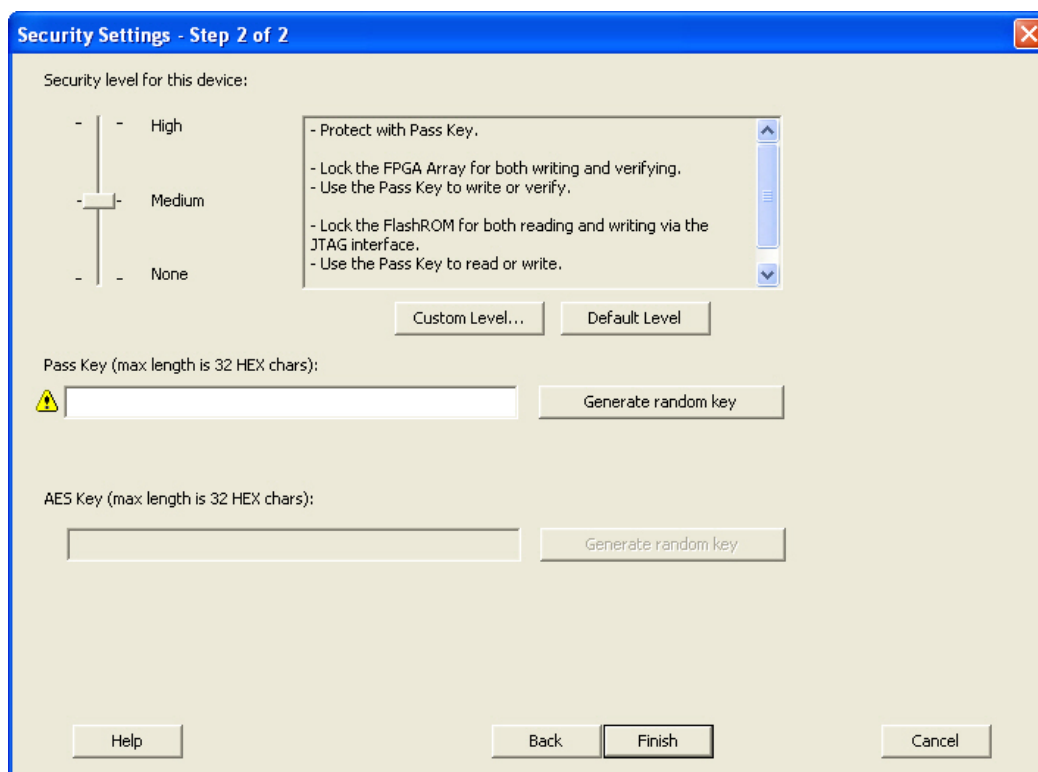 Security Settings - Step 2 of 2
Security level for this device:
High
Medium
None
- Protect with Pass Key.
- Lock the FPGA Array for both writing and verifying.
- Use the Pass Key to write or verify.
- Lock the FlashROM for both reading and writing via the
JTAG interface.
- Use the Pass Key to read or write.
Custom Level...
Default Level
Pass Key (max length is 32 HEX chars):
Generate random key
AES Key (max length is 32 HEX chars):
Generate random key
Help
Back
Finish
Cancel